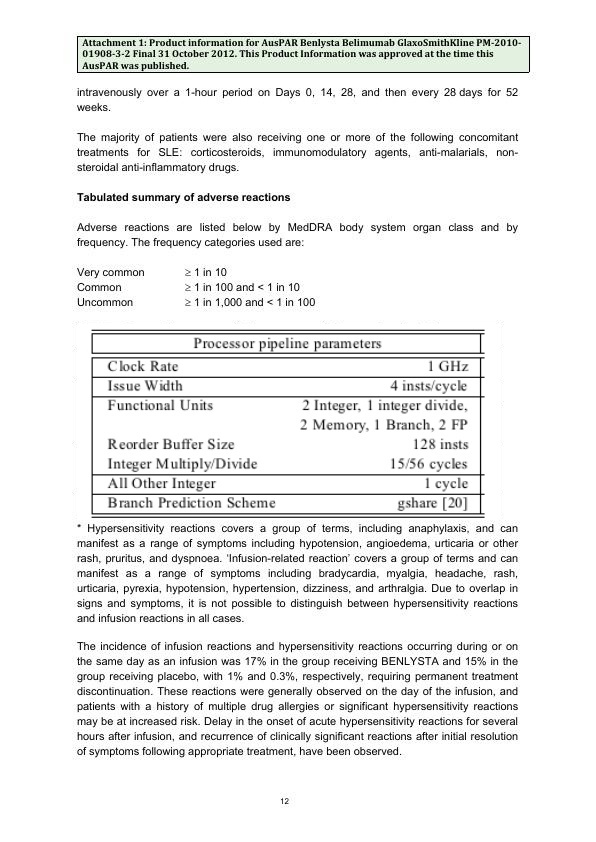 Attachment 1: Product information for AusPAR Benlysta Belimumab GlaxoSmithKline PM-2010-
01908-3-2 Final 31 October 2012. This Product Information was approved at the time this
AusPAR was published.
intravenously over a 1-hour period on Days 0, 14, 28, and then every 28 days for 52
weeks.
The majority of patients were also receiving one or more of the following concomitant
treatments for SLE: corticosteroids, immunomodulatory agents, anti-malarials, non-
steroidal anti-inflammatory drugs.
Tabulated summary of adverse reactions
Adverse reactions are listed below by MedDRA body system organ class and by
frequency. The frequency categories used are:
Very common ≥ 1 in 10
Common ≥ 1 in 100 and < 1 in 10
Uncommon ≥ 1 in 1,000 and < 1 in 100
Processor pipeline parameters
Clock Rate 1 GHz
Issue Width 4 insts/cycle
Functional Units 2 Integer, 1 integer divide,
2 Memory, 1 Branch, 2 FP
Reorder Buffer Size 128 insts
Integer Multiply/Divide 15/56 cycles
All Other Integer 1 cycle
Branch Prediction Scheme gshare [20]
* Hypersensitivity reactions covers a group of terms, including anaphylaxis, and can
manifest as a range of symptoms including hypotension, angioedema, urticaria or other
rash, pruritus, and dyspnoea. ‘Infusion-related reaction’ covers a group of terms and can
manifest as a range of symptoms including bradycardia, myalgia, headache, rash,
urticaria, pyrexia, hypotension, hypertension, dizziness, and arthralgia. Due to overlap in
signs and symptoms, it is not possible to distinguish between hypersensitivity reactions
and infusion reactions in all cases.
The incidence of infusion reactions and hypersensitivity reactions occurring during or on
the same day as an infusion was 17% in the group receiving BENLYSTA and 15% in the
group receiving placebo, with 1% and 0.3%, respectively, requiring permanent treatment
discontinuation. These reactions were generally observed on the day of the infusion, and
patients with a history of multiple drug allergies or significant hypersensitivity reactions
may be at increased risk. Delay in the onset of acute hypersensitivity reactions for several
hours after infusion, and recurrence of clinically significant reactions after initial resolution
of symptoms following appropriate treatment, have been observed.
12